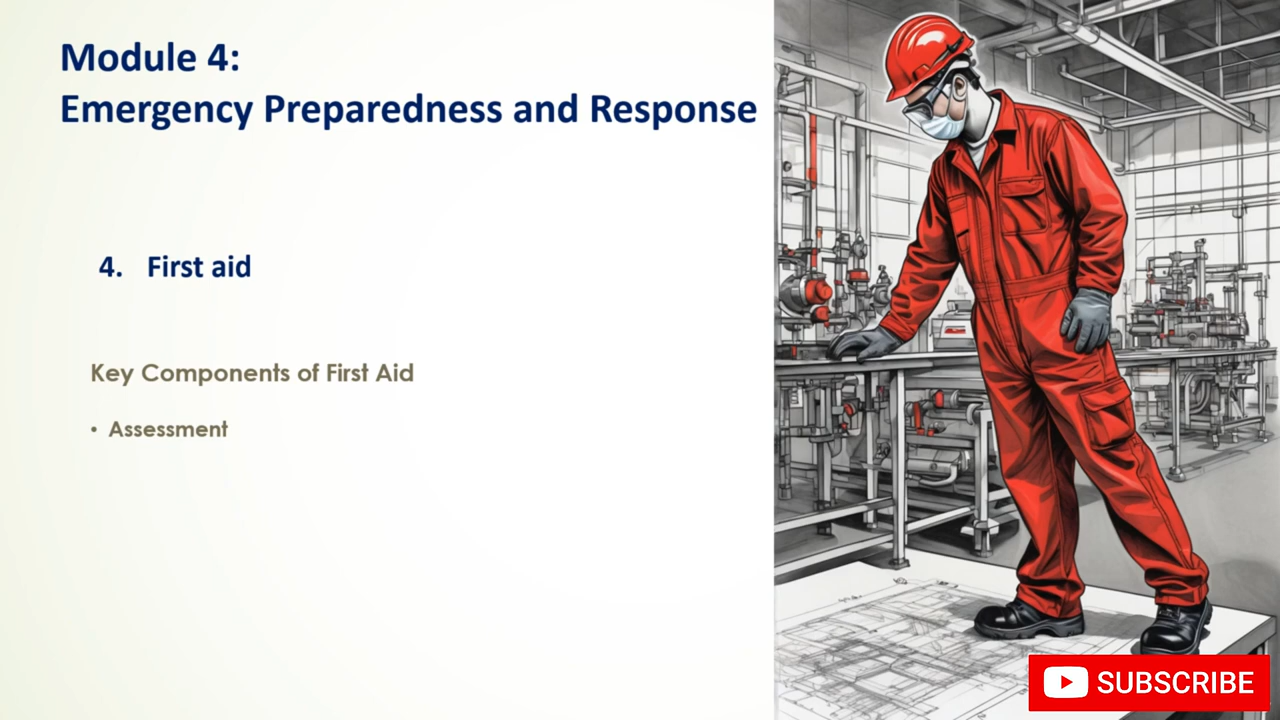 Module 4:
Emergency Preparedness and Response
4. First aid
Key Components of First Aid
• Assessment
SUBSCRIBE